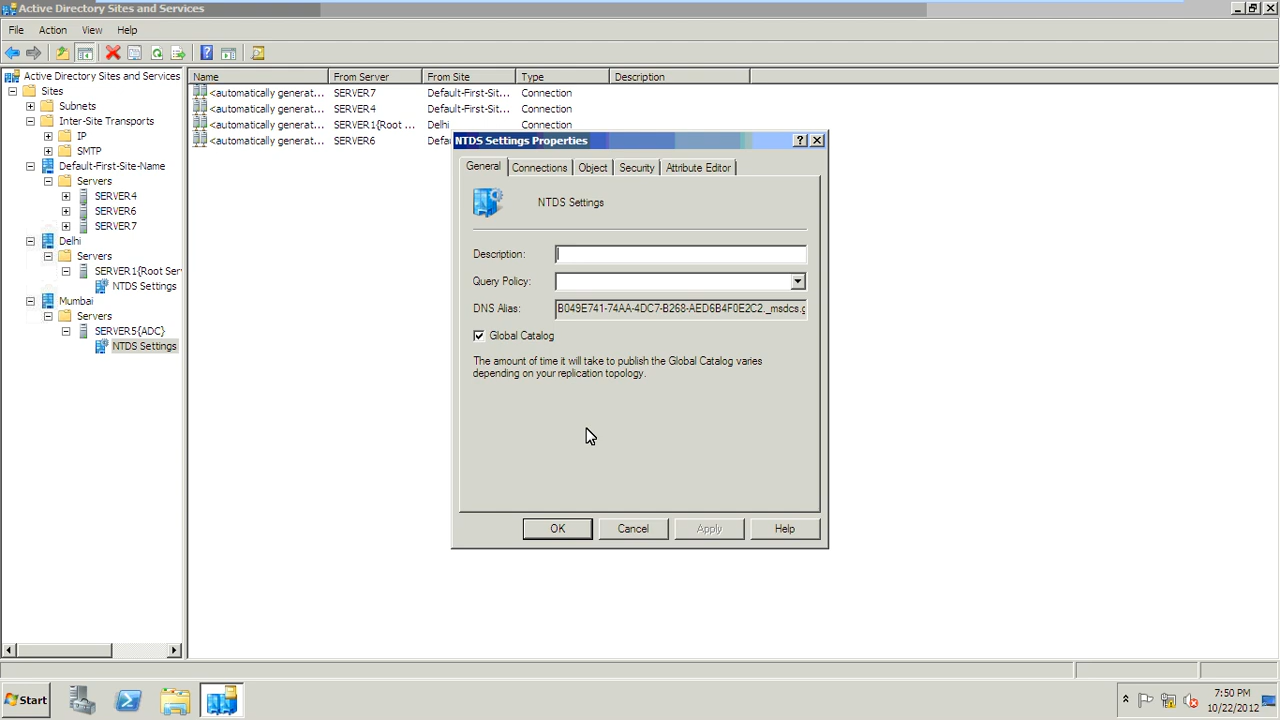 Active Directory Sites and Services
File Action View Help
Active Directory Sites and Services
Sites
Subnets
Inter-Site Transports
IP
SMTP
Default-First-Site-Name
Servers
SERVER4
SERVER6
SERVER7
Delhi
Servers
SERVER1{Root Ser
NTDS Settings
Mumbai
Servers
SERVER5{ADC}
NTDS Settings
Name From Server From Site Type Description
<automatically generat... SERVER7 Default-First-Sit... Connection
<automatically generat... SERVER4 Default-First-Sit... Connection
<automatically generat... SERVER1{Root ... Delhi Connection
<automatically generat... SERVER6 Defa
NTDS Settings Properties
General Connections Object Security Attribute Editor
NTDS Settings
Description:
Query Policy:
DNS Alias: B049E741-74AA-4DC7-B268-AED6B4F0E2C2._msdcs.g
Global Catalog
The amount of time it will take to publish the Global Catalog varies
depending on your replication topology.
OK Cancel Apply Help
Start
7:50 PM
10/22/2012